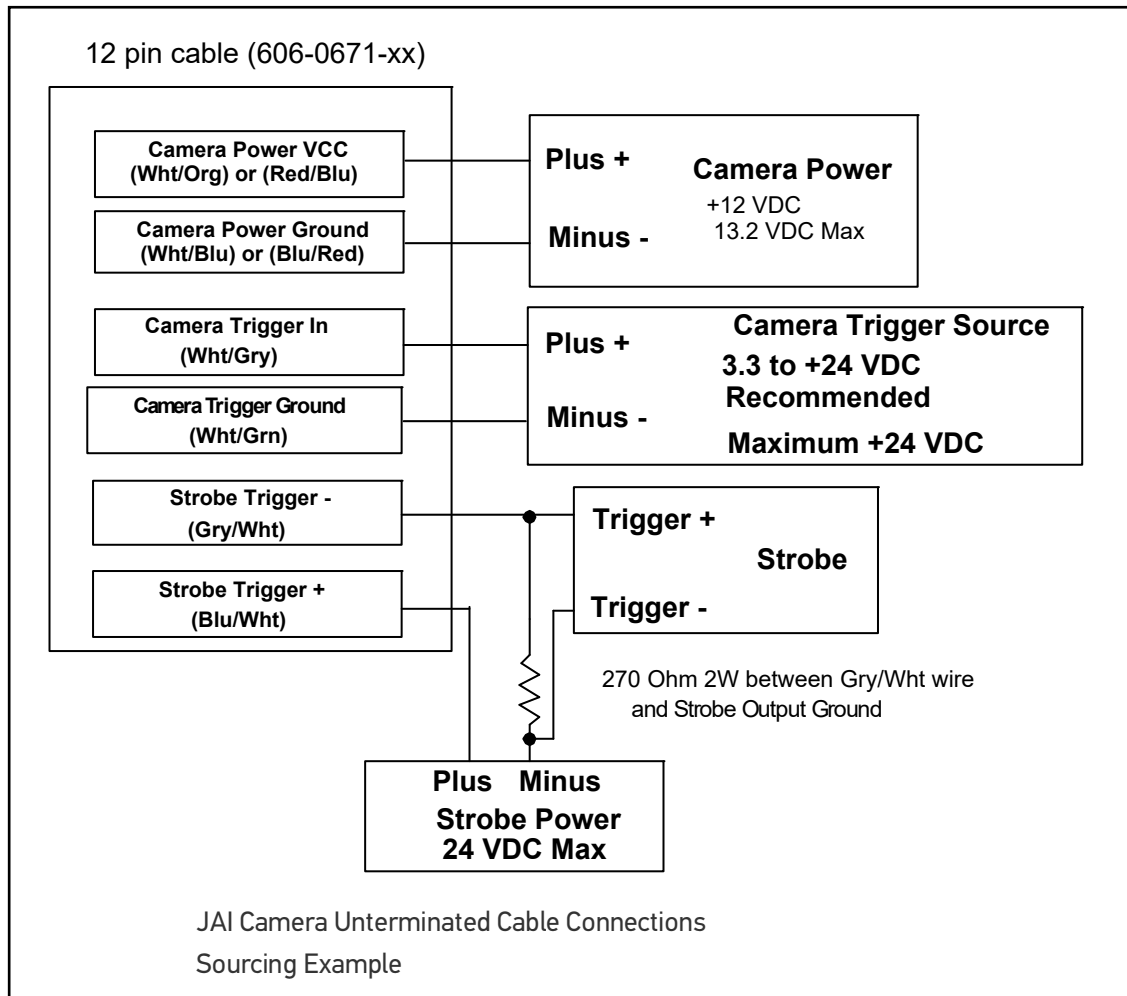 12 pin cable (606-0671-xx)
Camera Power VCC
(Wht/Org) or (Red/Blu)
Camera Power Ground
(Wht/Blu) or (Blu/Red)
Camera Trigger In
(Wht/Gry)
Camera Trigger Ground
(Wht/Grn)
Strobe Trigger -
(Gry/Wht)
Strobe Trigger +
(Blu/Wht)
Plus +
Camera Power
+12 VDC
13.2 VDC Max
Minus -
Camera Trigger Source
Plus +
3.3 to +24 VDC
Recommended
Minus -
Maximum +24 VDC
Trigger +
Strobe
Trigger -
270 Ohm 2W between Gry/Wht wire
and Strobe Output Ground
Plus Minus
Strobe Power
24 VDC Max
JAI Camera Unterminated Cable Connections
Sourcing Example